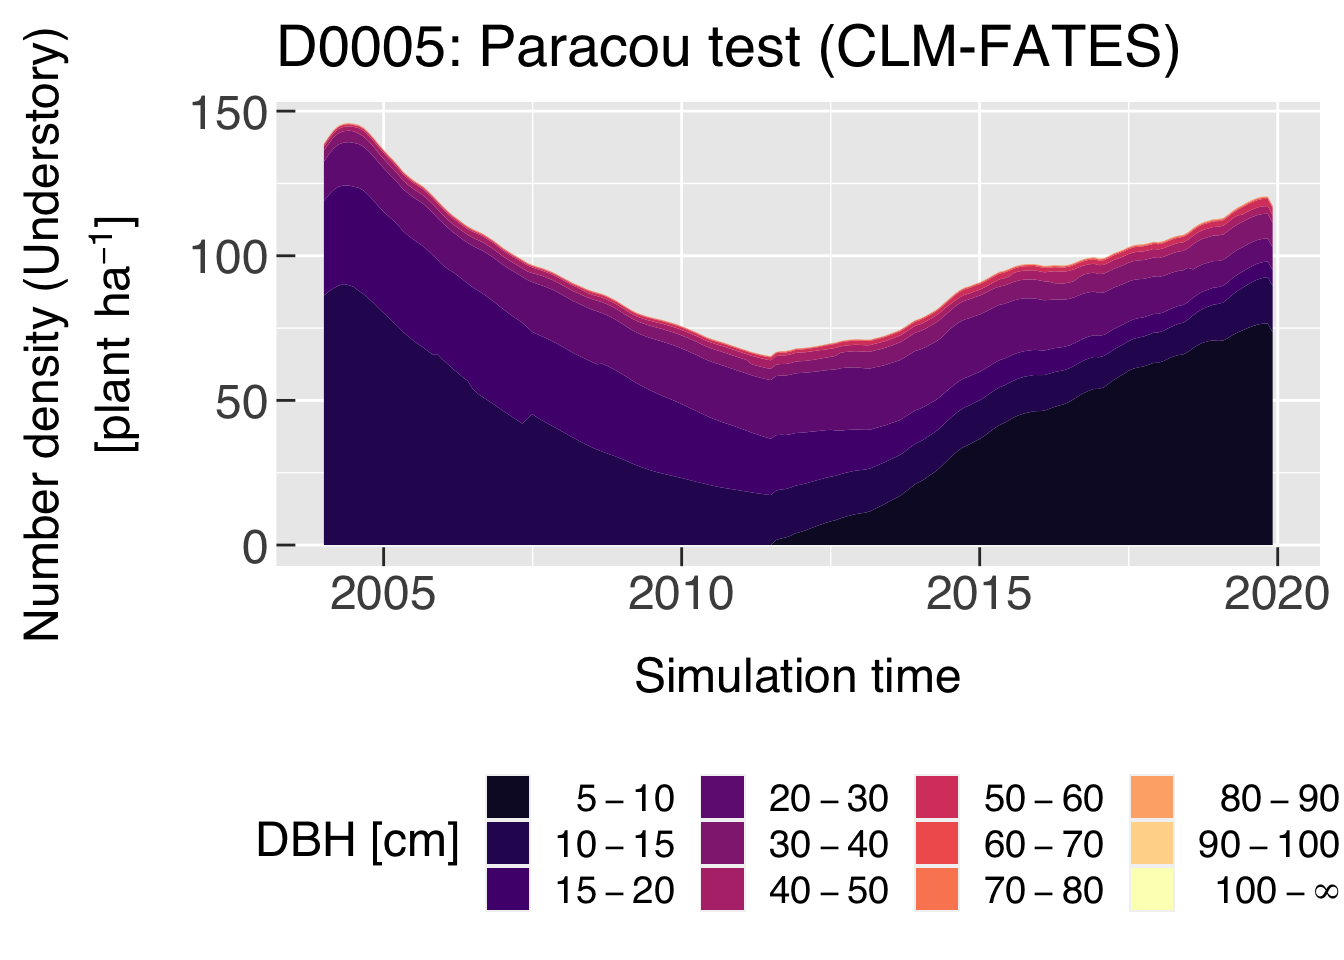 D0005: Paracou test (CLM-FATES)
Number density (Understory)
[plant ha⁻¹]
150
100
50
0
2005 2010 2015 2020
Simulation time
DBH [cm]
5 – 10 20 – 30 50 – 60 80 – 90
10 – 15 30 – 40 60 – 70 90 – 100
15 – 20 40 – 50 70 – 80 100 – ∞